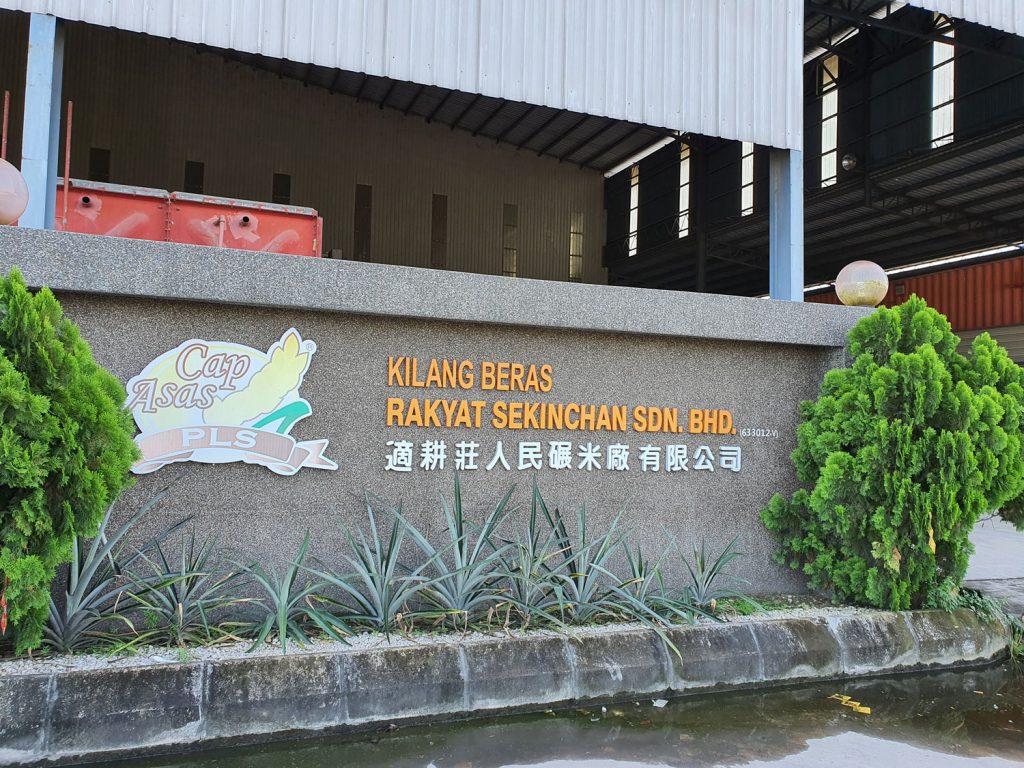 Cap
Asas
PLS
®
KILANG BERAS
RAKYAT SEKINCHAN SDN. BHD. (633012-V)
適耕莊人民碾米廠有限公司